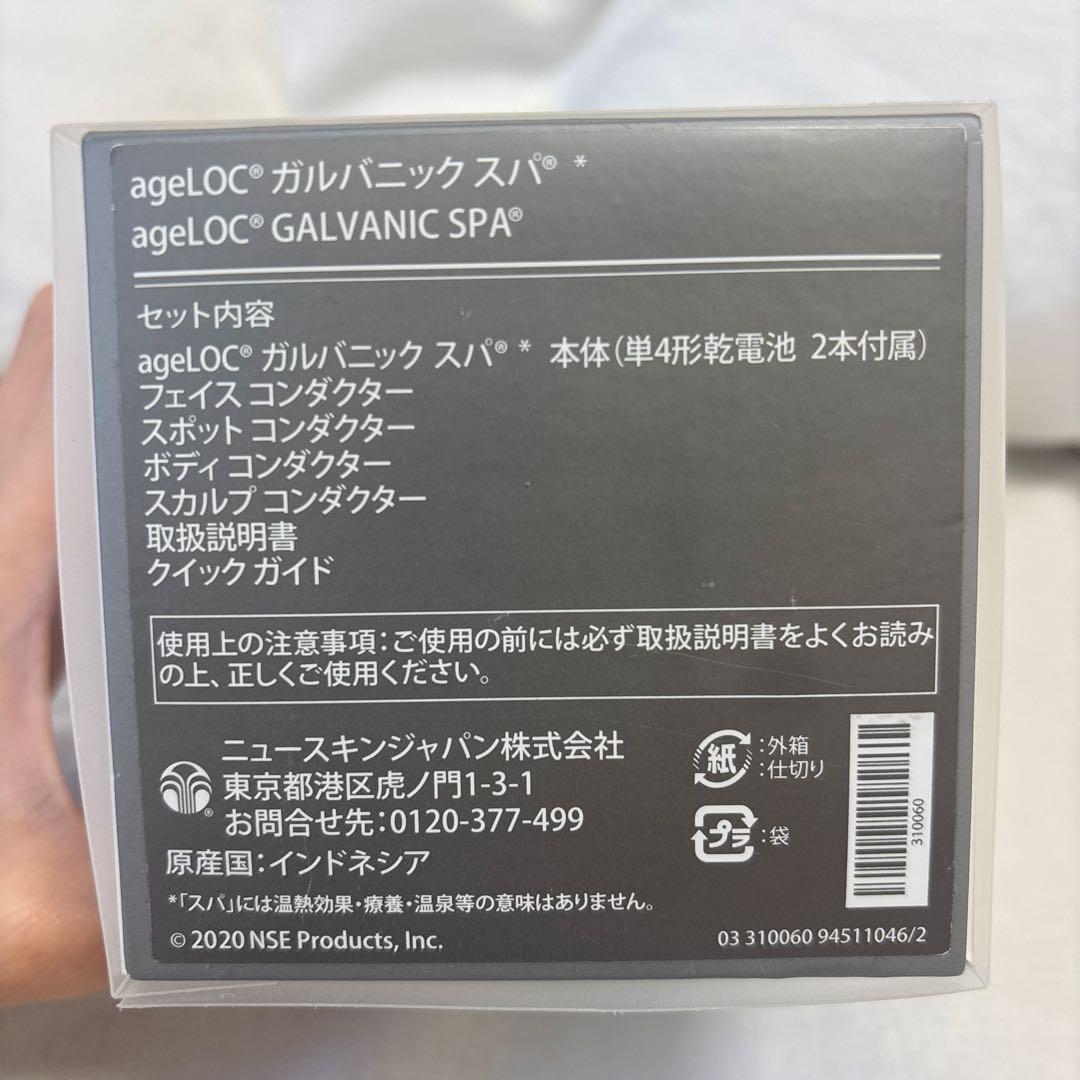 ageLOC® ガルバニック スパ® *
ageLOC® GALVANIC SPA®
セット内容
ageLOC® ガルバニック スパ® * 本体（単4形乾電池 2本付属）
フェイス コンダクター
スポット コンダクター
ボディ コンダクター
スカルプ コンダクター
取扱説明書
クイック ガイド
使用上の注意事項：ご使用の前には必ず取扱説明書をよくお読み
の上、正しくご使用ください。
ニュースキンジャパン株式会社
東京都港区虎ノ門1-3-1
お問合せ先：0120-377-499
原産国：インドネシア
*「スパ」には温熱効果・療養・温泉等の意味はありません。
© 2020 NSE Products, Inc.
紙：外箱
：仕切り
プラ：袋
310060
03 310060 94511046/2